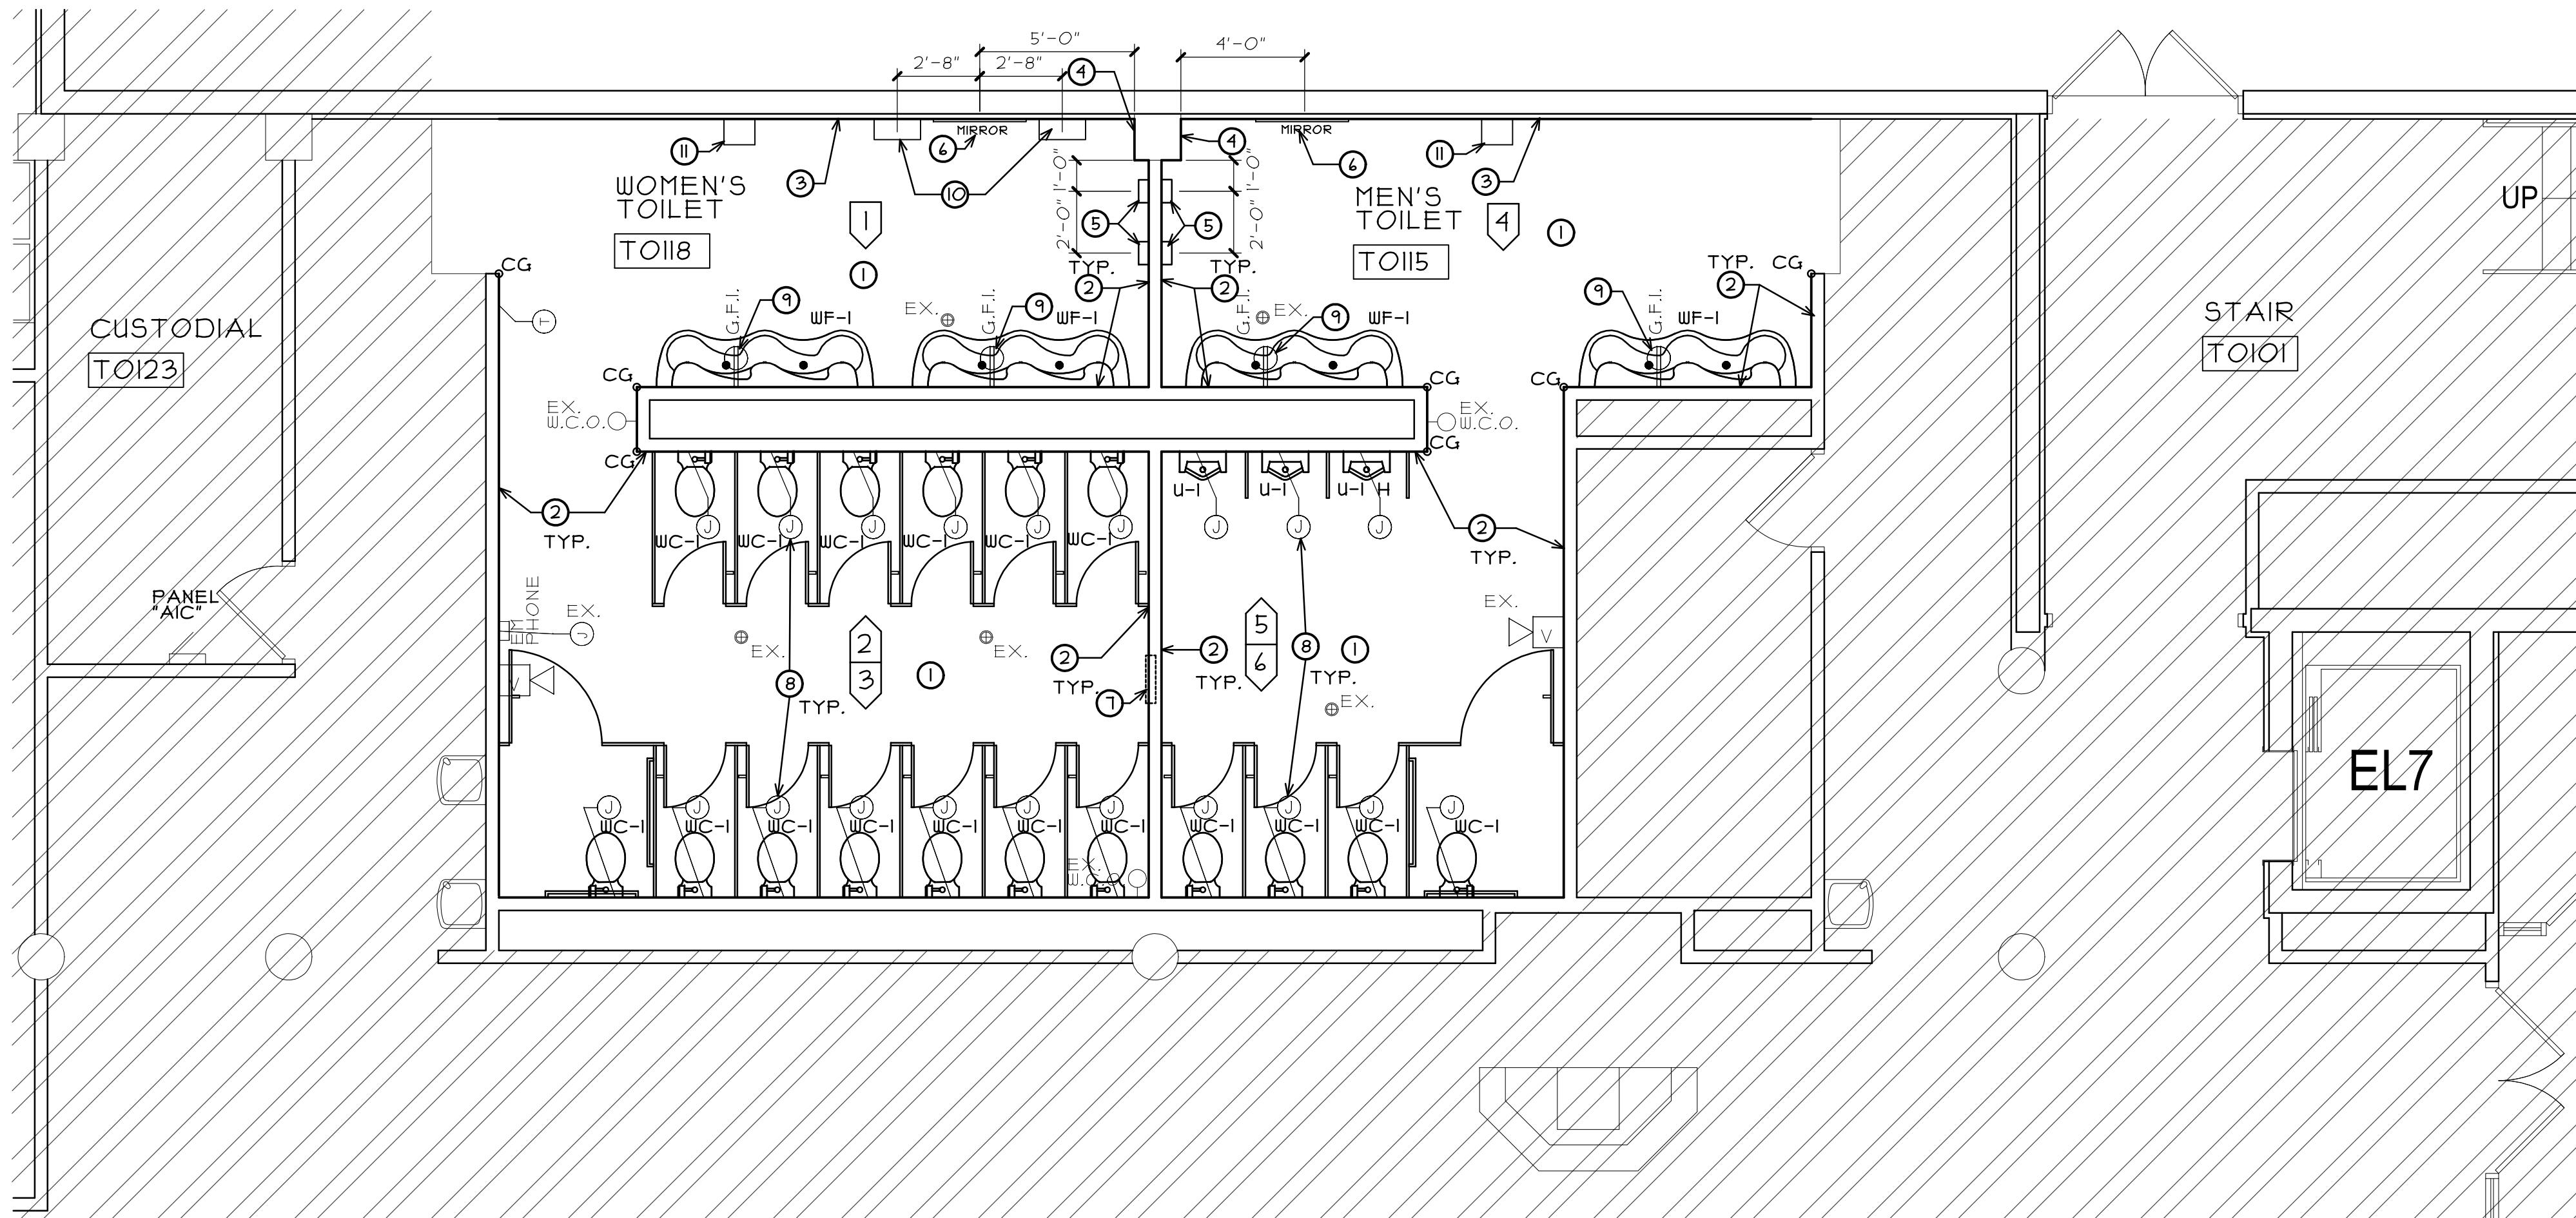 5'-0"
4'-0"
2'-8"
2'-8"
4
MIRROR
MIRROR
11
6
4
11
6
3
10
3
1'-0"
1'-0"
WOMEN'S
TOILET
TO118
1
5
5
2'-0"
2'-0"
MEN'S
TOILET
TO115
4
1
UP
1
CG
TYP.
2
TYP.
2
TYP.
2
CG
T
CUSTODIAL
TO123
G.F.I.
9
WF-1
EX.
G.F.I.
9
WF-1
G.F.I.
EX.
9
WF-1
9
G.F.I.
WF-1
STAIR
TO101
CG
CG
CG
EX.
W.C.O.
EX.
W.C.O.
CG
CG
2
TYP.
U-1
U-1
U-1 H
2
TYP.
J
J
J
J
J
J
J
J
J
WC-1
WC-1
WC-1
WC-1
WC-1
WC-1
PANEL
"A1C"
EM
PHONE
EX.
J
EX.
V
EX.
EX.
2
3
1
2
TYP.
7
2
TYP.
5
6
8
TYP.
1
EX.
V
8
TYP.
EL7
J
J
J
J
J
J
J
J
J
J
J
WC-1
WC-1
WC-1
WC-1
WC-1
WC-1
WC-1
WC-1
WC-1
WC-1
WC-1
EX.
W.C.O.